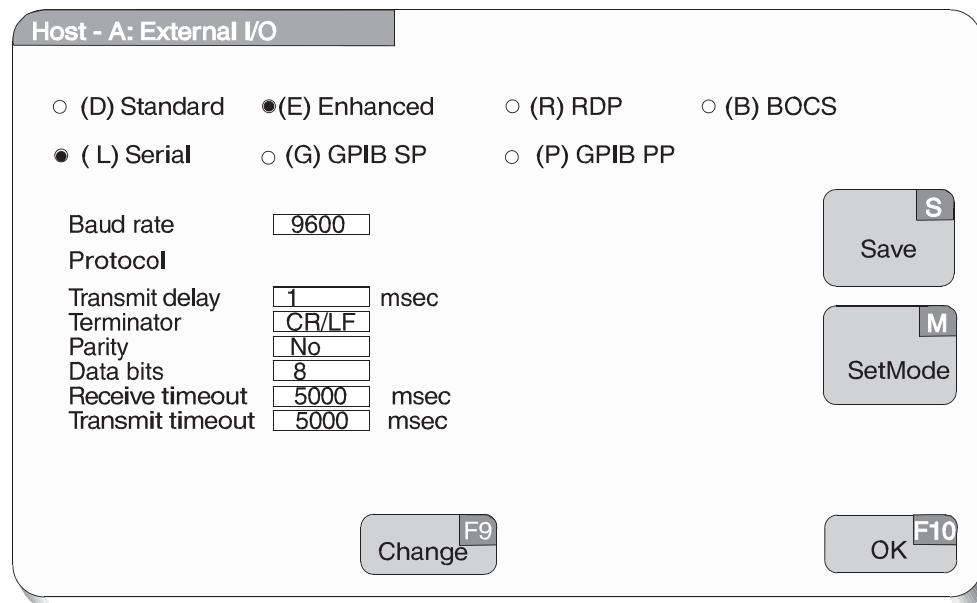 Host - A: External I/O
(D) Standard (E) Enhanced (R) RDP (B) BOCS
( L) Serial (G) GPIB SP (P) GPIB PP
Baud rate 9600
Protocol
Transmit delay 1 msec
Terminator CR/LF
Parity No
Data bits 8
Receive timeout 5000 msec
Transmit timeout 5000 msec
S
Save
M
SetMode
F9
Change
F10
OK